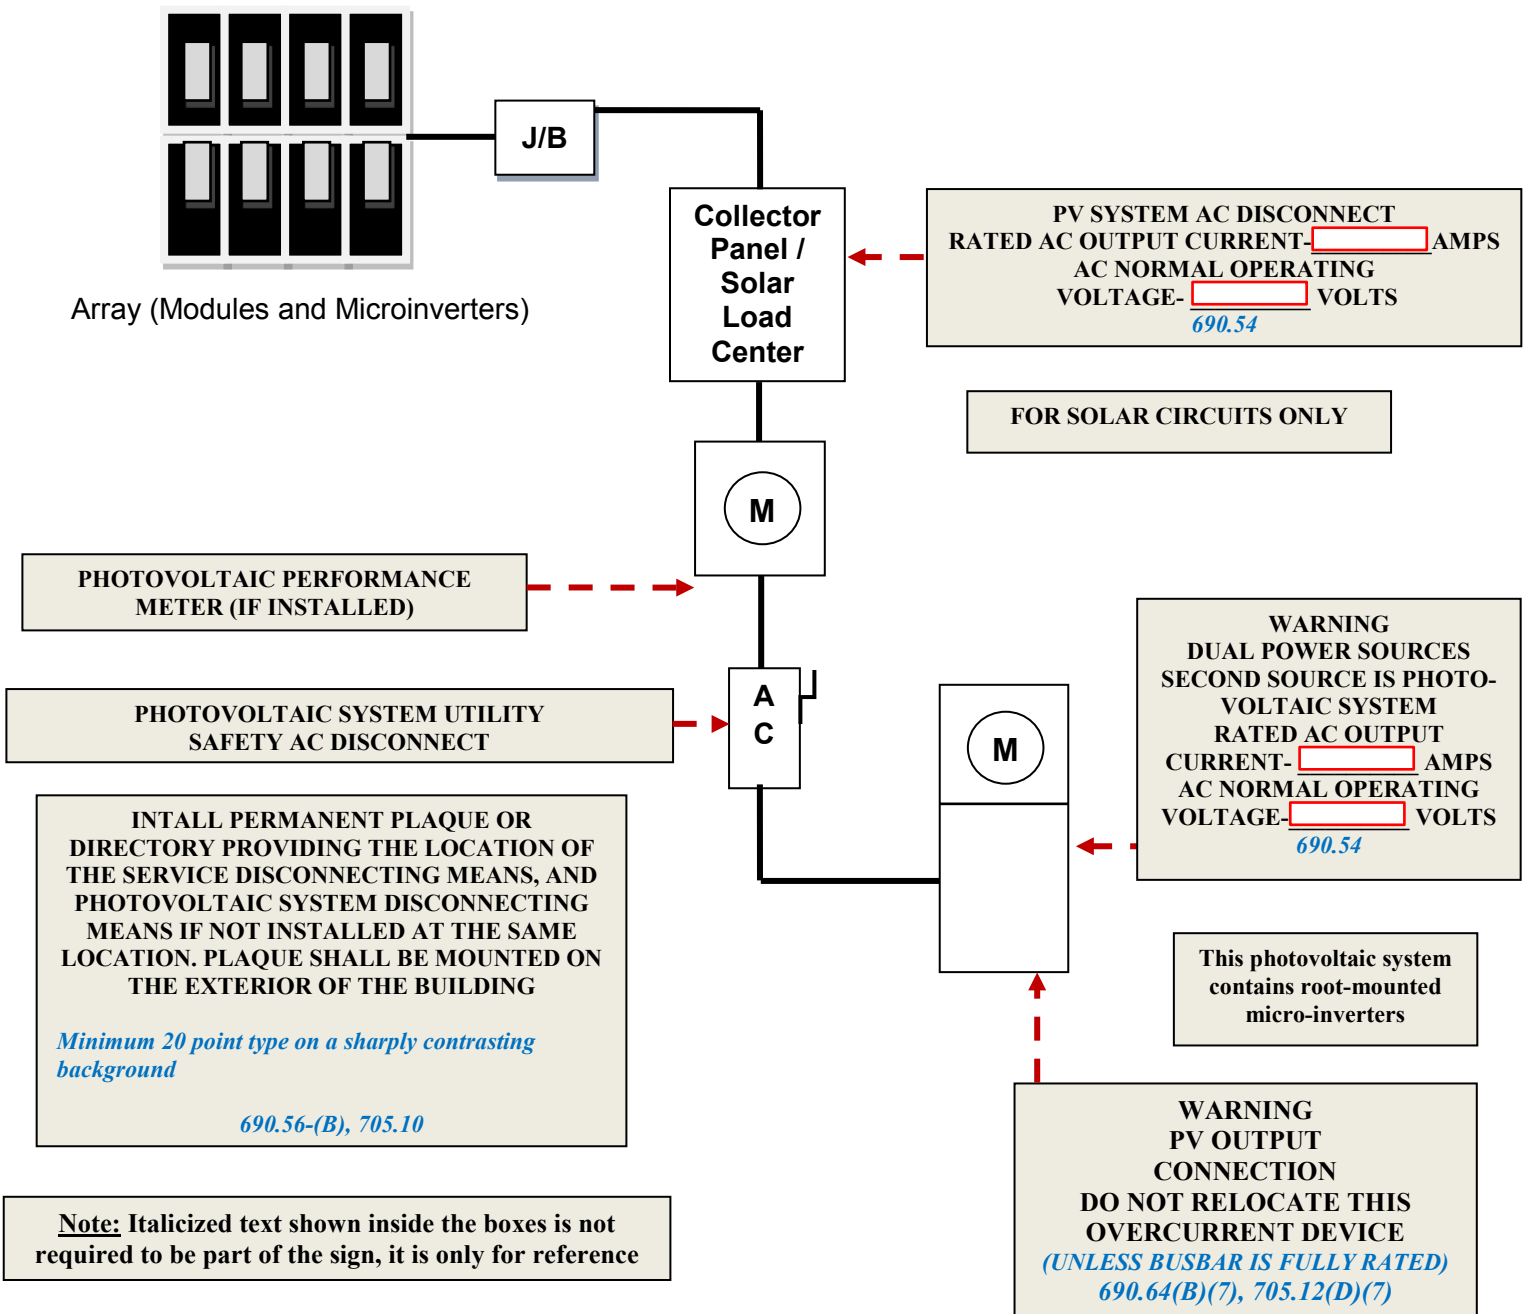 J/B
Array (Modules and Microinverters)
Collector
Panel /
Solar
Load
Center
PV SYSTEM AC DISCONNECT
RATED AC OUTPUT CURRENT- AMPS
AC NORMAL OPERATING
VOLTAGE- VOLTS
690.54
FOR SOLAR CIRCUITS ONLY
M
PHOTOVOLTAIC PERFORMANCE
METER (IF INSTALLED)
PHOTOVOLTAIC SYSTEM UTILITY
SAFETY AC DISCONNECT
A
C
M
WARNING
DUAL POWER SOURCES
SECOND SOURCE IS PHOTO-
VOLTAIC SYSTEM
RATED AC OUTPUT
CURRENT- AMPS
AC NORMAL OPERATING
VOLTAGE- VOLTS
690.54
INTALL PERMANENT PLAQUE OR
DIRECTORY PROVIDING THE LOCATION OF
THE SERVICE DISCONNECTING MEANS, AND
PHOTOVOLTAIC SYSTEM DISCONNECTING
MEANS IF NOT INSTALLED AT THE SAME
LOCATION. PLAQUE SHALL BE MOUNTED ON
THE EXTERIOR OF THE BUILDING
Minimum 20 point type on a sharply contrasting
background
690.56-(B), 705.10
This photovoltaic system
contains root-mounted
micro-inverters
WARNING
PV OUTPUT
CONNECTION
DO NOT RELOCATE THIS
OVERCURRENT DEVICE
(UNLESS BUSBAR IS FULLY RATED)
690.64(B)(7), 705.12(D)(7)
Note: Italicized text shown inside the boxes is not
required to be part of the sign, it is only for reference